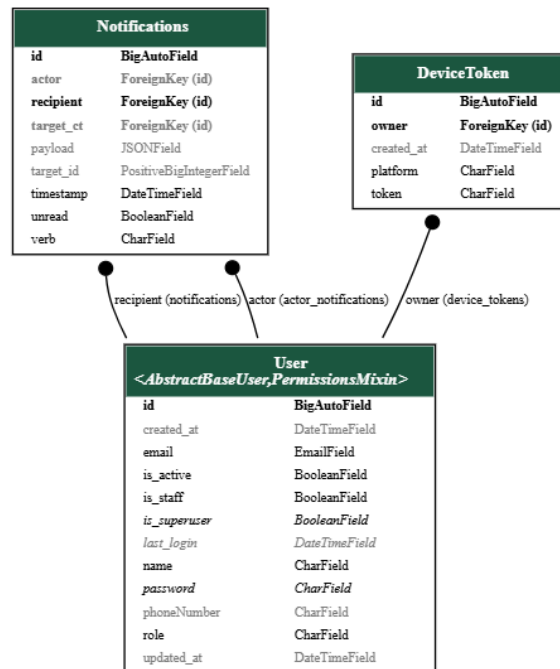 Notifications
id BigAutoField
actor ForeignKey (id)
recipient ForeignKey (id)
target_ct ForeignKey (id)
payload JSONField
target_id PositiveBigIntegerField
timestamp DateTimeField
unread BooleanField
verb CharField
DeviceToken
id BigAutoField
owner ForeignKey (id)
created_at DateTimeField
platform CharField
token CharField
recipient (notifications) actor (actor_notifications) owner (device_tokens)
User
<AbstractBaseUser,PermissionsMixin>
id BigAutoField
created_at DateTimeField
email EmailField
is_active BooleanField
is_staff BooleanField
is_superuser BooleanField
last_login DateTimeField
name CharField
password CharField
phoneNumber CharField
role CharField
updated_at DateTimeField